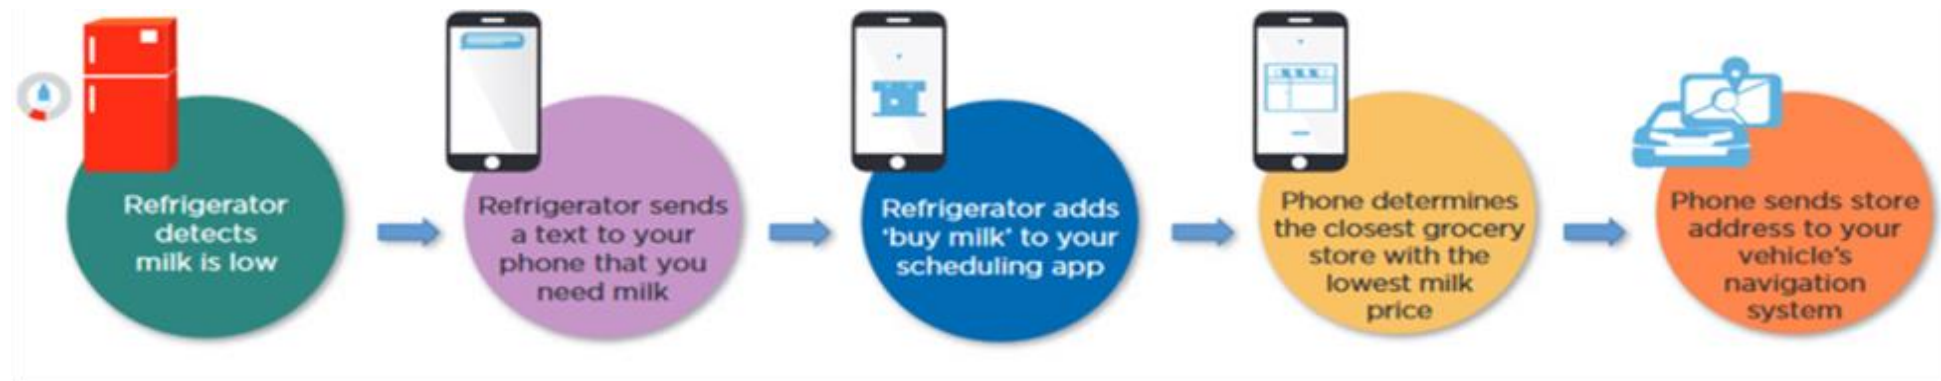 Refrigerator
detects
milk is low
Refrigerator sends
a text to your
phone that you
need milk
Refrigerator adds
‘buy milk’ to your
scheduling app
Phone determines
the closest grocery
store with the
lowest milk
price
Phone sends store
address to your
vehicle’s
navigation
system